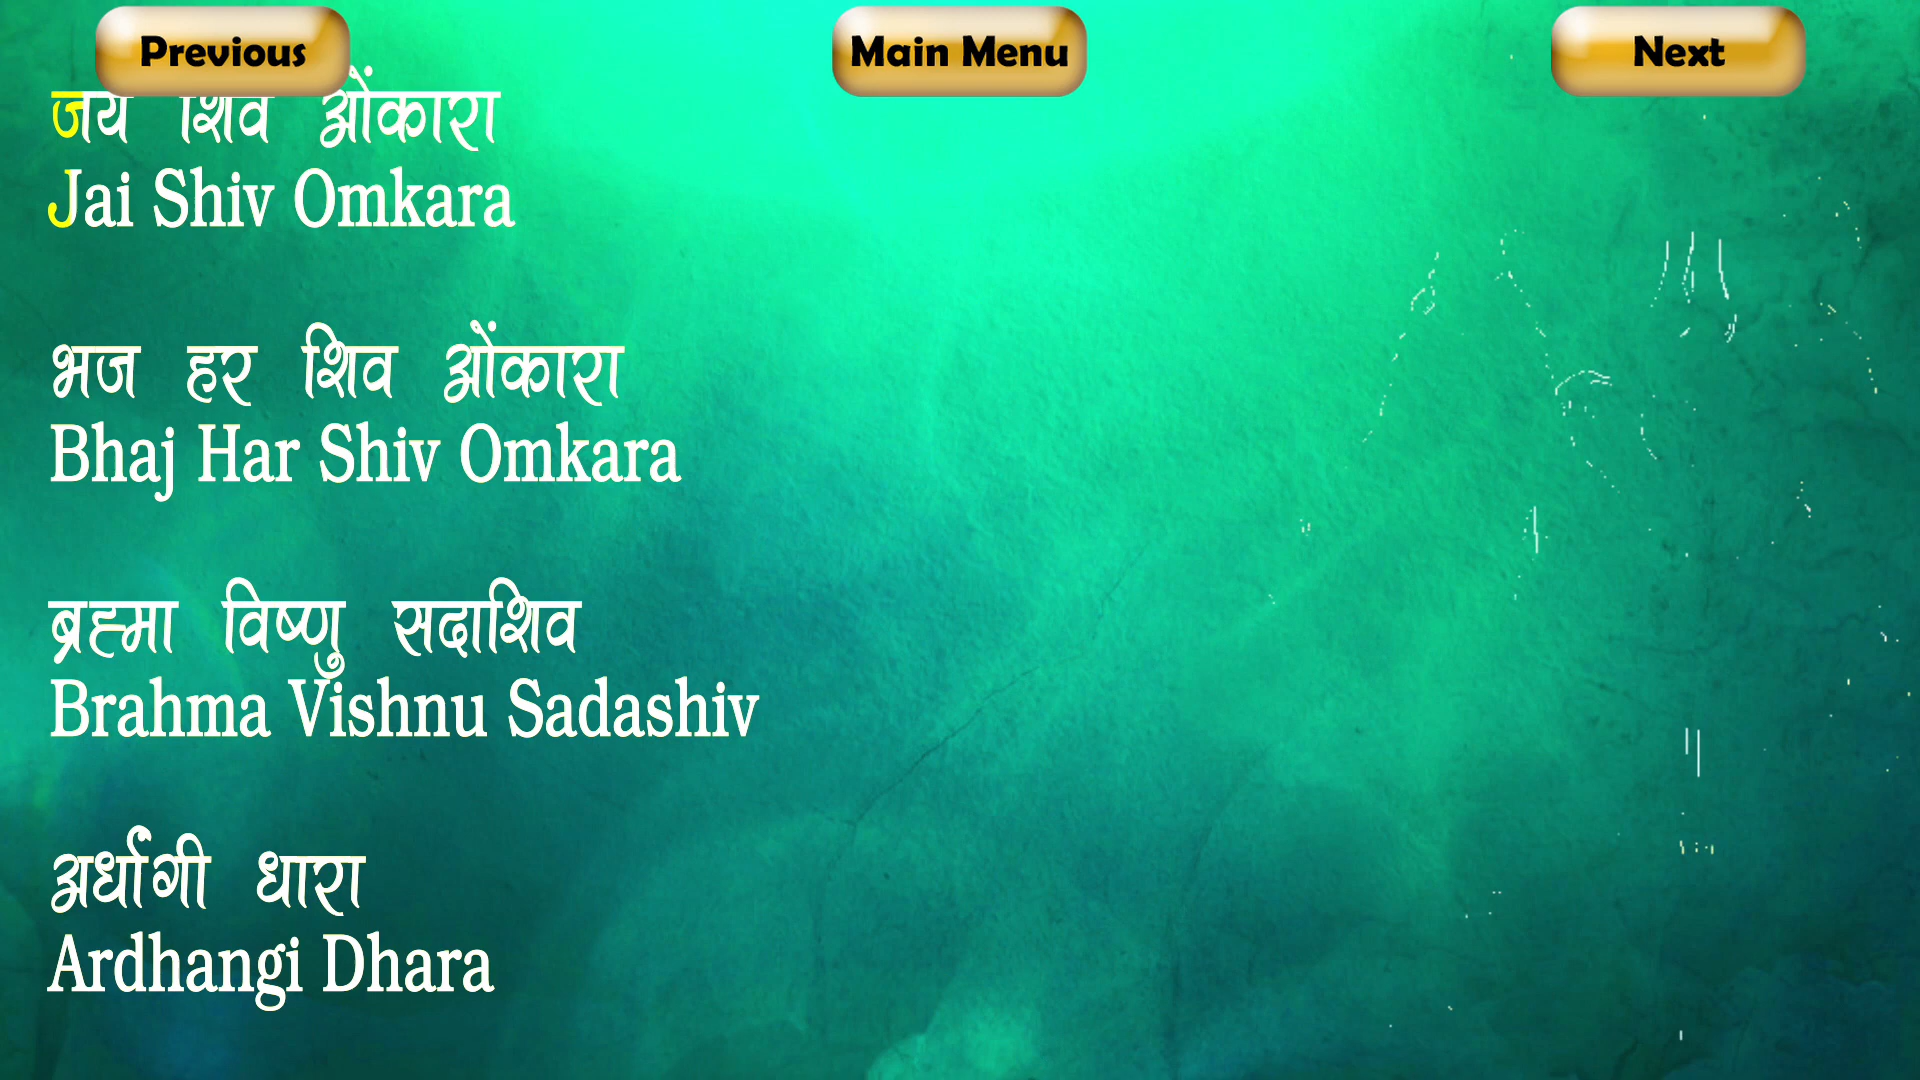 Previous
Main Menu
Next
जय शिव ओंकारा
Jai Shiv Omkara
भज हर शिव ओंकारा
Bhaj Har Shiv Omkara
ब्रह्मा विष्णु सदाशिव
Brahma Vishnu Sadashiv
अर्धांगी धारा
Ardhangi Dhara